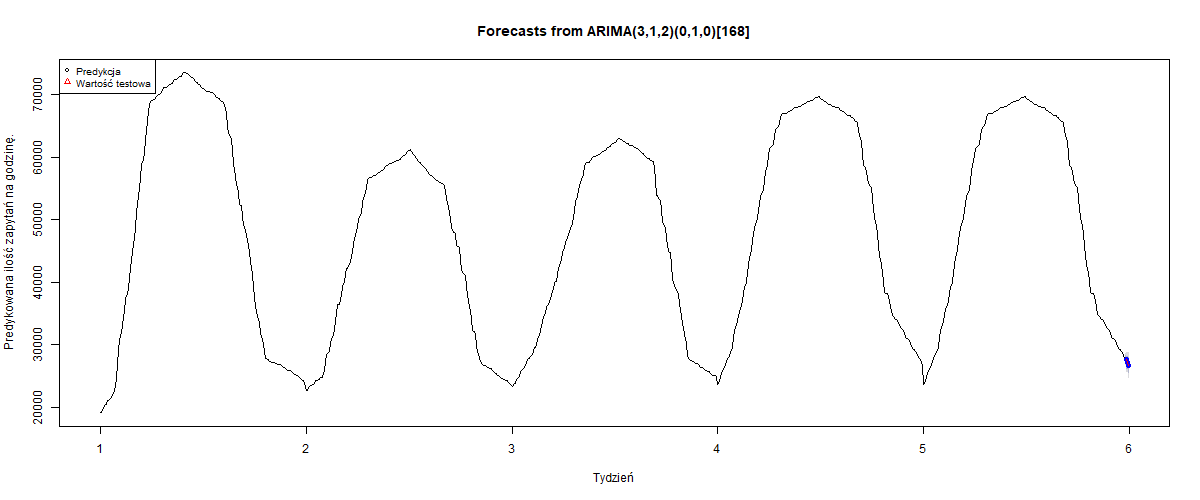 Forecasts from ARIMA(3,1,2)(0,1,0)[168]
Predykcja
Wartość testowa
Predykowana ilość zapytań na godzinę.
70000
60000
50000
40000
30000
20000
1 2 3 4 5 6
Tydzień